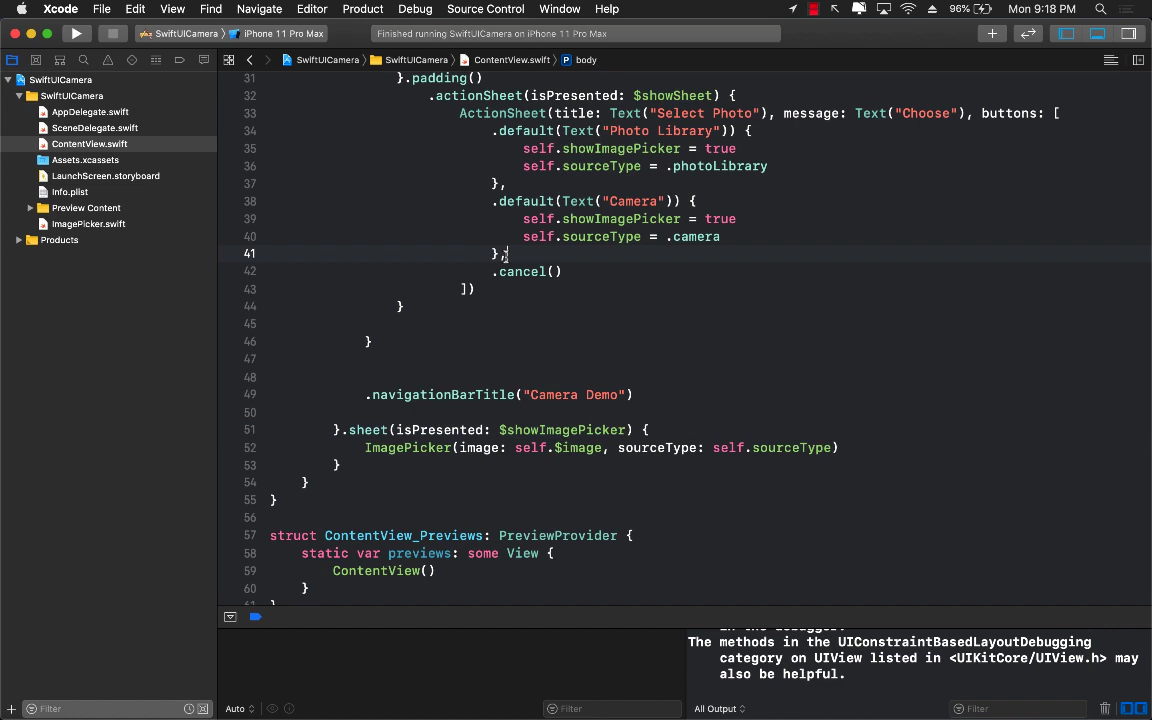 Xcode File Edit View Find Navigate Editor Product Debug Source Control Window Help 96% Mon 9:18 PM
SwiftUICamera iPhone 11 Pro Max Finished running SwiftUICamera on iPhone 11 Pro Max
SwiftUICamera SwiftUICamera ContentView.swift P body
SwiftUICamera
SwiftUICamera
AppDelegate.swift
SceneDelegate.swift
ContentView.swift
Assets.xcassets
LaunchScreen.storyboard
Info.plist
Preview Content
ImagePicker.swift
Products
31 }.padding()
32 .actionSheet(isPresented: $showSheet) {
33 ActionSheet(title: Text("Select Photo"), message: Text("Choose"), buttons: [
34 .default(Text("Photo Library")) {
35 self.showImagePicker = true
36 self.sourceType = .photoLibrary
37 },
38 .default(Text("Camera")) {
39 self.showImagePicker = true
40 self.sourceType = .camera
41 },
42 .cancel()
43 ])
44 }
45
46 }
47
48
49 .navigationBarTitle("Camera Demo")
50
51 }.sheet(isPresented: $showImagePicker) {
52 ImagePicker(image: self.$image, sourceType: self.sourceType)
53 }
54 }
55 }
56
57 struct ContentView_Previews: PreviewProvider {
58 static var previews: some View {
59 ContentView()
60 }
The methods in the UIConstraintBasedLayoutDebugging
category on UIView listed in <UIKitCore/UIView.h> may
also be helpful.
Filter Auto Filter All Output Filter